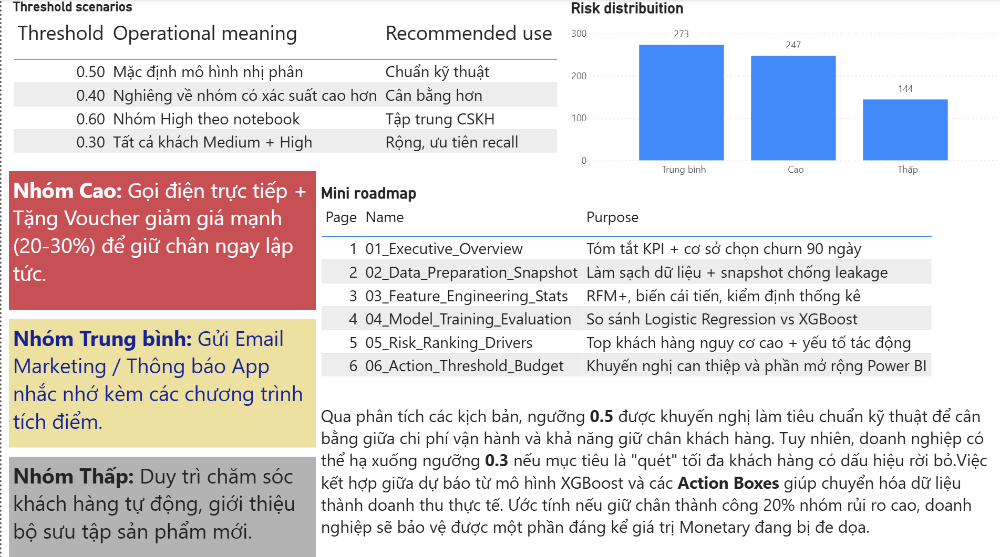 Threshold scenarios
Threshold Operational meaning Recommended use
0.50 Mặc định mô hình nhị phân Chuẩn kỹ thuật
0.40 Nghiêng về nhóm có xác suất cao hơn Cân bằng hơn
0.60 Nhóm High theo notebook Tập trung CSKH
0.30 Tất cả khách Medium + High Rộng, ưu tiên recall
Risk distribuition
300
200
100
0
273
247
144
Trung bình
Cao
Thấp
Nhóm Cao: Gọi điện trực tiếp +
Tặng Voucher giảm giá mạnh
(20-30%) để giữ chân ngay lập
tức.
Nhóm Trung bình: Gửi Email
Marketing / Thông báo App
nhắc nhớ kèm các chương trình
tích điểm.
Nhóm Thấp: Duy trì chăm sóc
khách hàng tự động, giới thiệu
bộ sưu tập sản phẩm mới.
Mini roadmap
Page Name Purpose
1 01_Executive_Overview Tóm tắt KPI + cơ sở chọn churn 90 ngày
2 02_Data_Preparation_Snapshot Làm sạch dữ liệu + snapshot chống leakage
3 03_Feature_Engineering_Stats RFM+, biến cải tiến, kiểm định thống kê
4 04_Model_Training_Evaluation So sánh Logistic Regression vs XGBoost
5 05_Risk_Ranking_Drivers Top khách hàng nguy cơ cao + yếu tố tác động
6 06_Action_Threshold_Budget Khuyến nghị can thiệp và phần mở rộng Power BI
Qua phân tích các kịch bản, ngưỡng 0.5 được khuyến nghị làm tiêu chuẩn kỹ thuật để cân
bằng giữa chi phí vận hành và khả năng giữ chân khách hàng. Tuy nhiên, doanh nghiệp có
thể hạ xuống ngưỡng 0.3 nếu mục tiêu là "quét" tối đa khách hàng có dấu hiệu rời bỏ.Việc
kết hợp giữa dự báo từ mô hình XGBoost và các Action Boxes giúp chuyển hóa dữ liệu
thành doanh thu thực tế. Ước tính nếu giữ chân thành công 20% nhóm rủi ro cao, doanh
nghiệp sẽ bảo vệ được một phần đáng kể giá trị Monetary đang bị đe dọa.